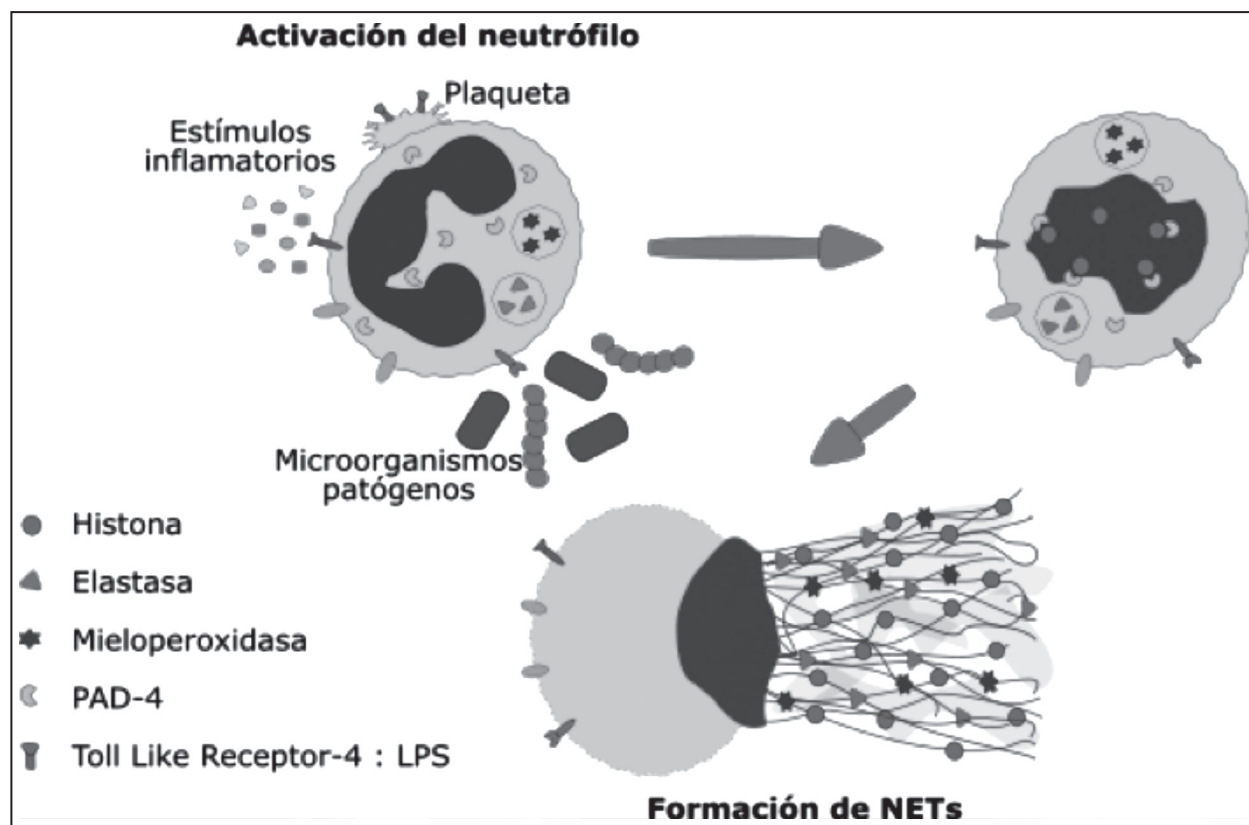 Activación del neutrófilo
Plaqueta
Estímulos
inflamatorios
Microorganismos
patógenos
Histona
Elastasa
Mieloperoxidasa
PAD-4
Toll Like Receptor-4 : LPS
Formación de NETs